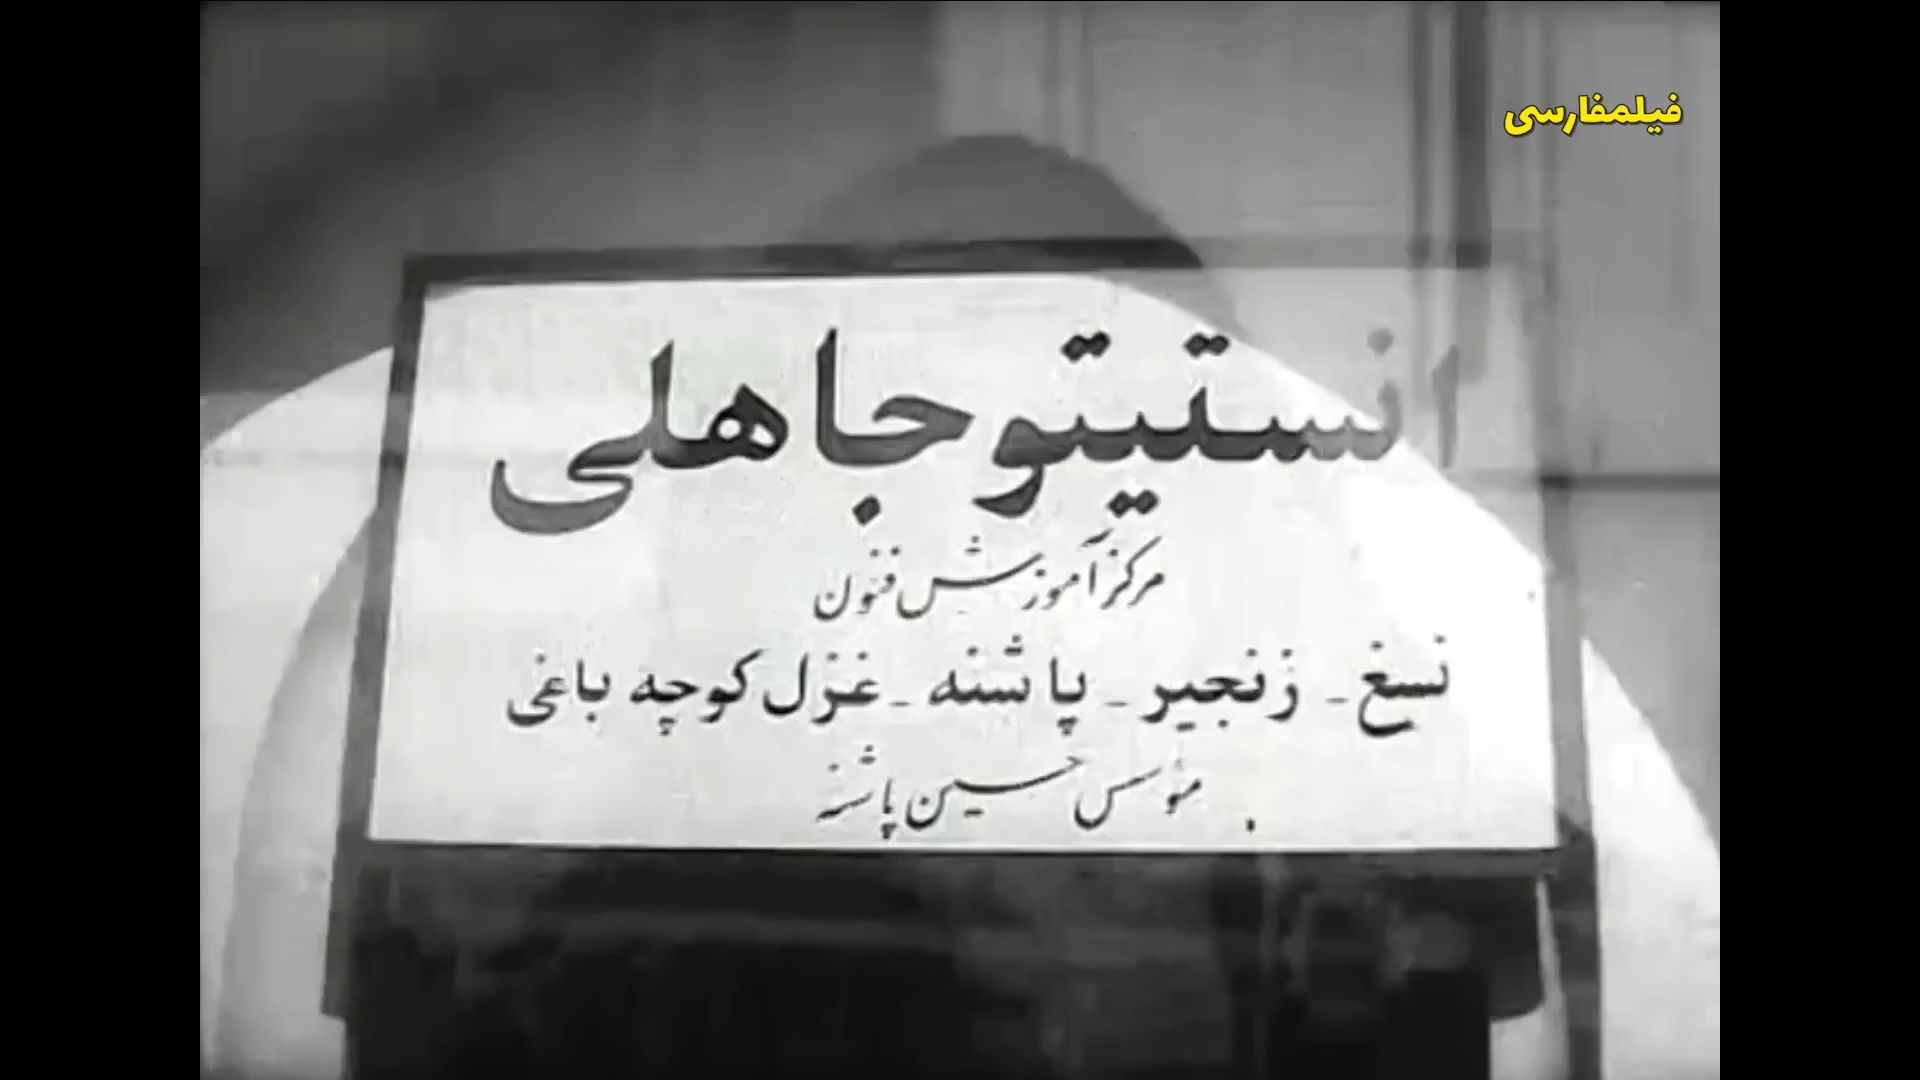 فیلمفارسی
انستیتو جاهلی
مرکز آموزش فنون
نسغ - زنجیر - پاشنه - غزل کوچه باغی
مؤسس حسین پاشنه